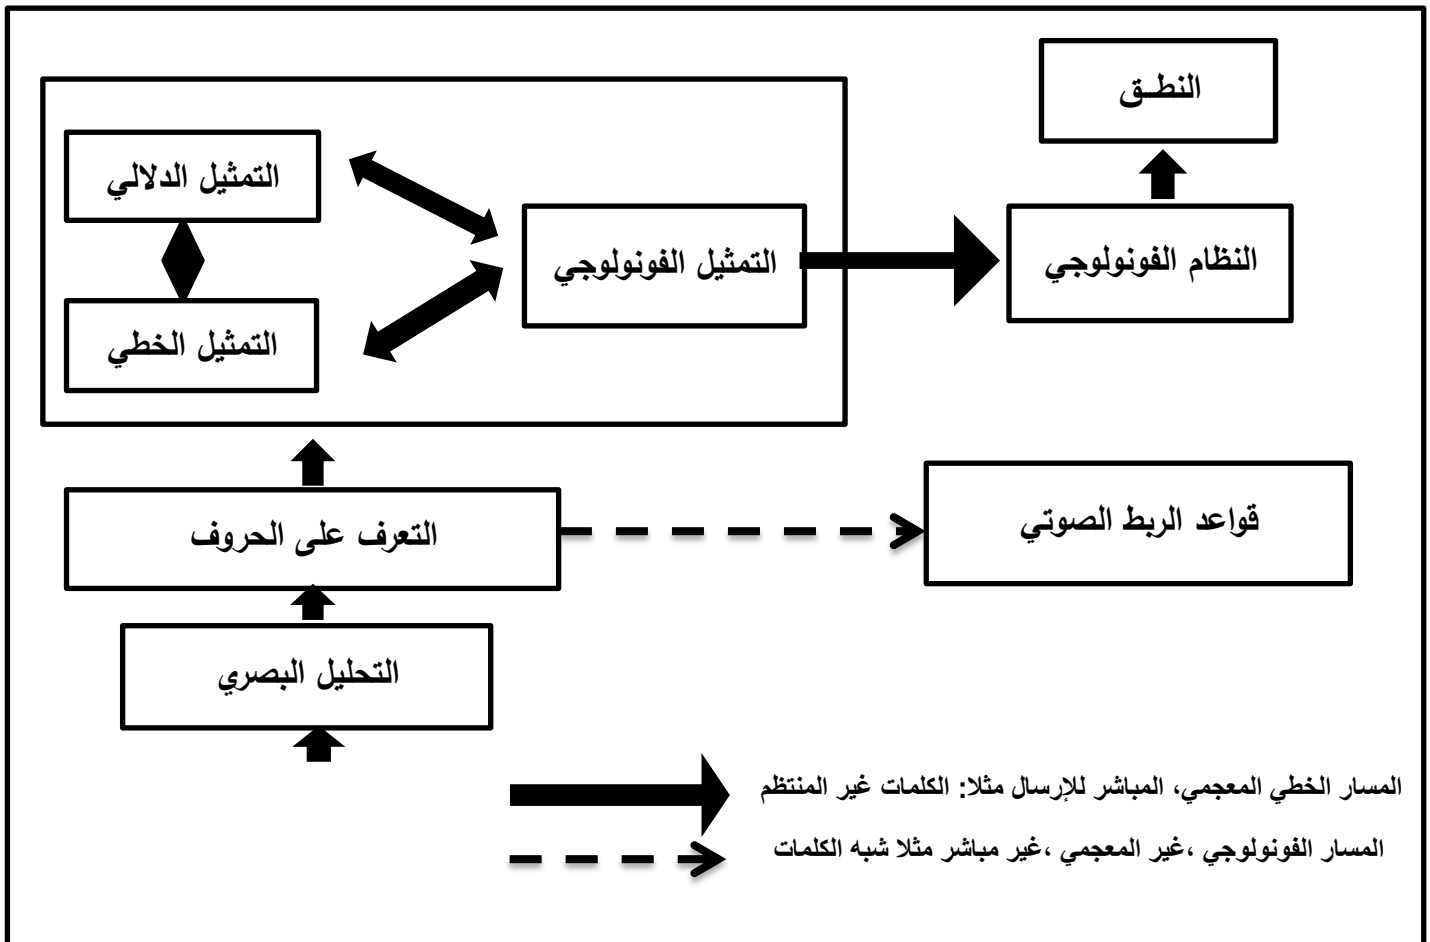 النطــق
التمثيل الدلالي
التمثيل الفونولوجي
النظام الفونولوجي
التمثيل الخطي
التعرف على الحروف
قواعد الربط الصوتي
التحليل البصري
المسار الخطي المعجمي، المباشر للإرسال مثلا: الكلمات غير المنتظم
المسار الفونولوجي ،غير المعجمي ،غير مباشر مثلا شبه الكلمات